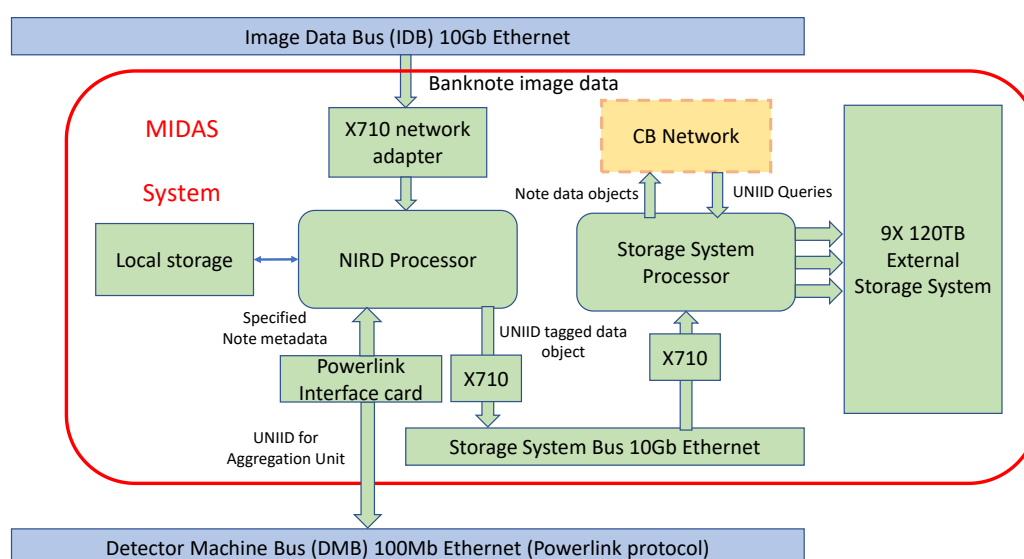 Image Data Bus (IDB) 10Gb Ethernet
Banknote image data
MIDAS
System
X710 network
adapter
CB Network
Note data objects
UNIID Queries
Local storage
NIRD Processor
Storage System
Processor
9X 120TB
External
Storage System
Specified
Note metadata
UNIID tagged data
object
Powerlink
Interface card
X710
X710
UNIID for
Aggregation Unit
Storage System Bus 10Gb Ethernet
Detector Machine Bus (DMB) 100Mb Ethernet (Powerlink protocol)